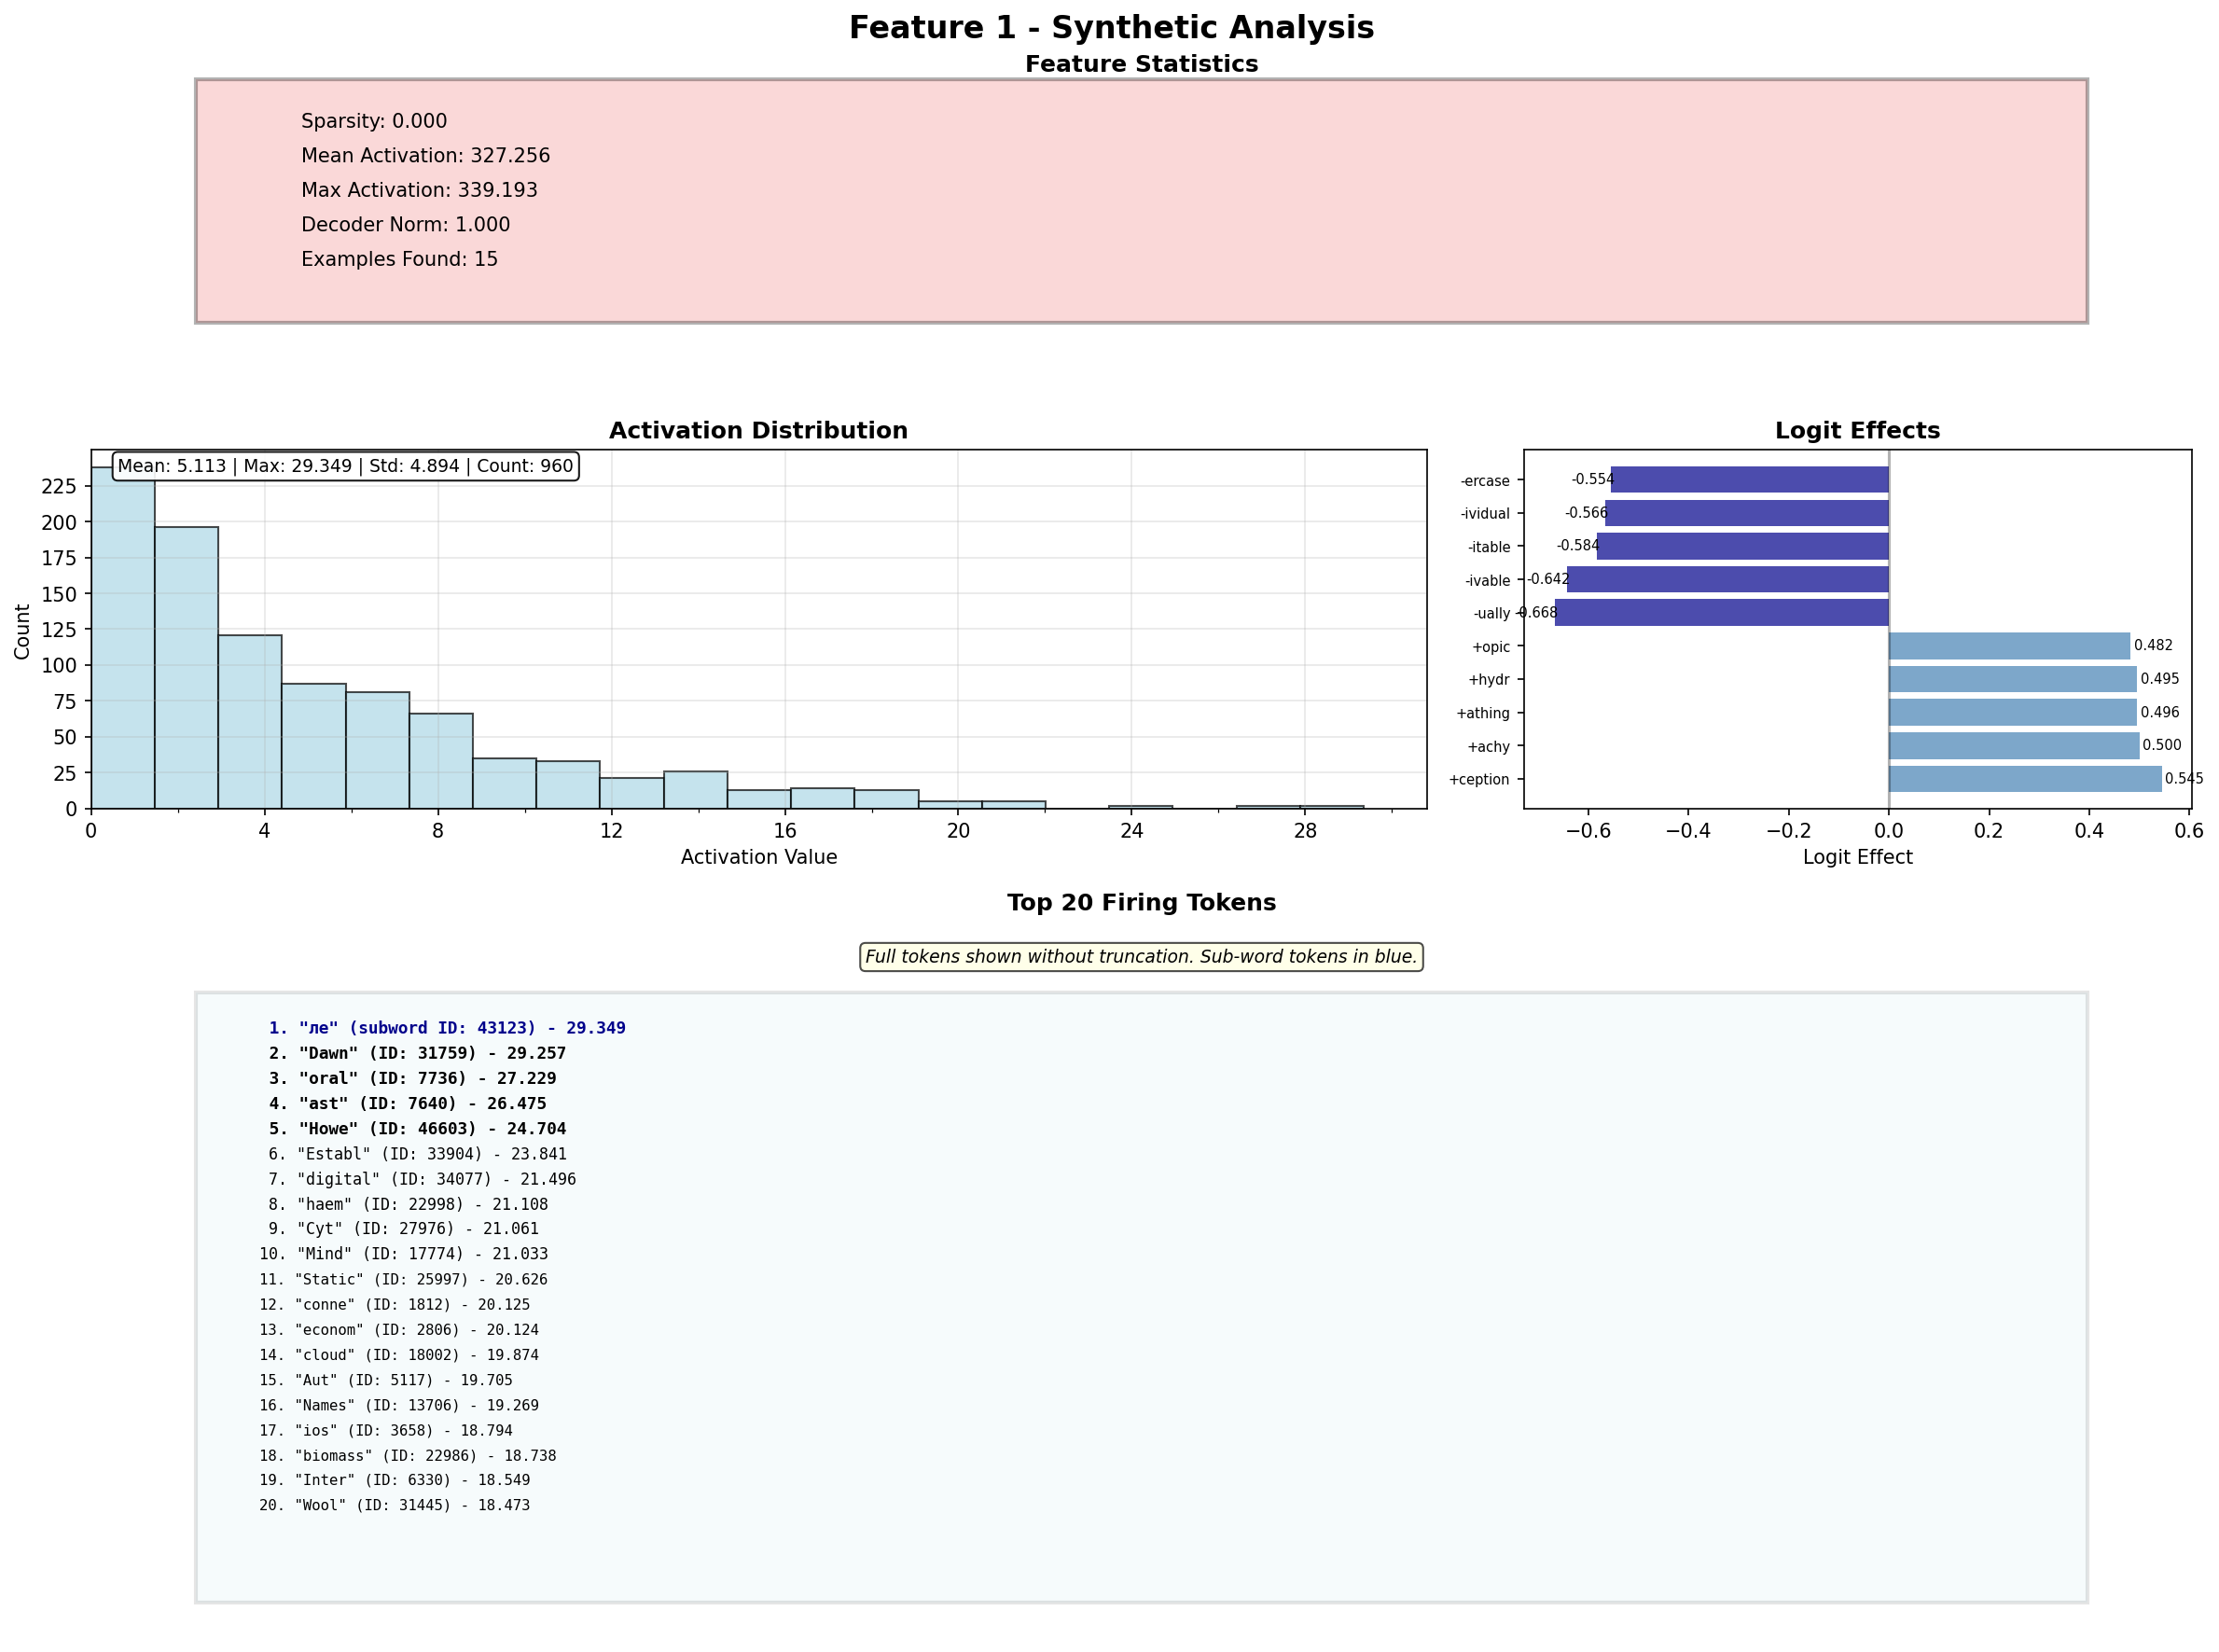 Feature 1 - Synthetic Analysis
Feature Statistics
Sparsity: 0.000
Mean Activation: 327.256
Max Activation: 339.193
Decoder Norm: 1.000
Examples Found: 15
Activation Distribution
Mean: 5.113 | Max: 29.349 | Std: 4.894 | Count: 960
225
200
175
150
125
100
75
50
25
0
Count
0 4 8 12 16 20 24 28
Activation Value
Logit Effects
-ercase -0.554
-ividual -0.566
-itable -0.584
-ivable -0.642
-ually -0.668
+opic 0.482
+hydr 0.495
+athing 0.496
+achy 0.500
+ception 0.545
−0.6 −0.4 −0.2 0.0 0.2 0.4 0.6
Logit Effect
Top 20 Firing Tokens
Full tokens shown without truncation. Sub-word tokens in blue.
1. "ле" (subword ID: 43123) - 29.349
2. "Dawn" (ID: 31759) - 29.257
3. "oral" (ID: 7736) - 27.229
4. "ast" (ID: 7640) - 26.475
5. "Howe" (ID: 46603) - 24.704
6. "Establ" (ID: 33904) - 23.841
7. "digital" (ID: 34077) - 21.496
8. "haem" (ID: 22998) - 21.108
9. "Cyt" (ID: 27976) - 21.061
10. "Mind" (ID: 17774) - 21.033
11. "Static" (ID: 25997) - 20.626
12. "conne" (ID: 1812) - 20.125
13. "econom" (ID: 2806) - 20.124
14. "cloud" (ID: 18002) - 19.874
15. "Aut" (ID: 5117) - 19.705
16. "Names" (ID: 13706) - 19.269
17. "ios" (ID: 3658) - 18.794
18. "biomass" (ID: 22986) - 18.738
19. "Inter" (ID: 6330) - 18.549
20. "Wool" (ID: 31445) - 18.473